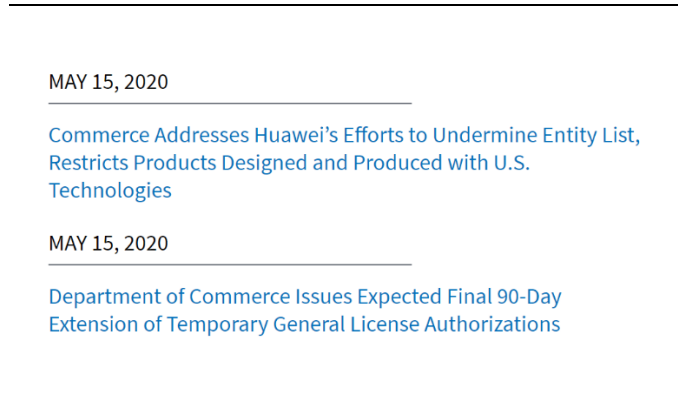 MAY 15, 2020
Commerce Addresses Huawei’s Efforts to Undermine Entity List,
Restricts Products Designed and Produced with U.S.
Technologies
MAY 15, 2020
Department of Commerce Issues Expected Final 90-Day
Extension of Temporary General License Authorizations